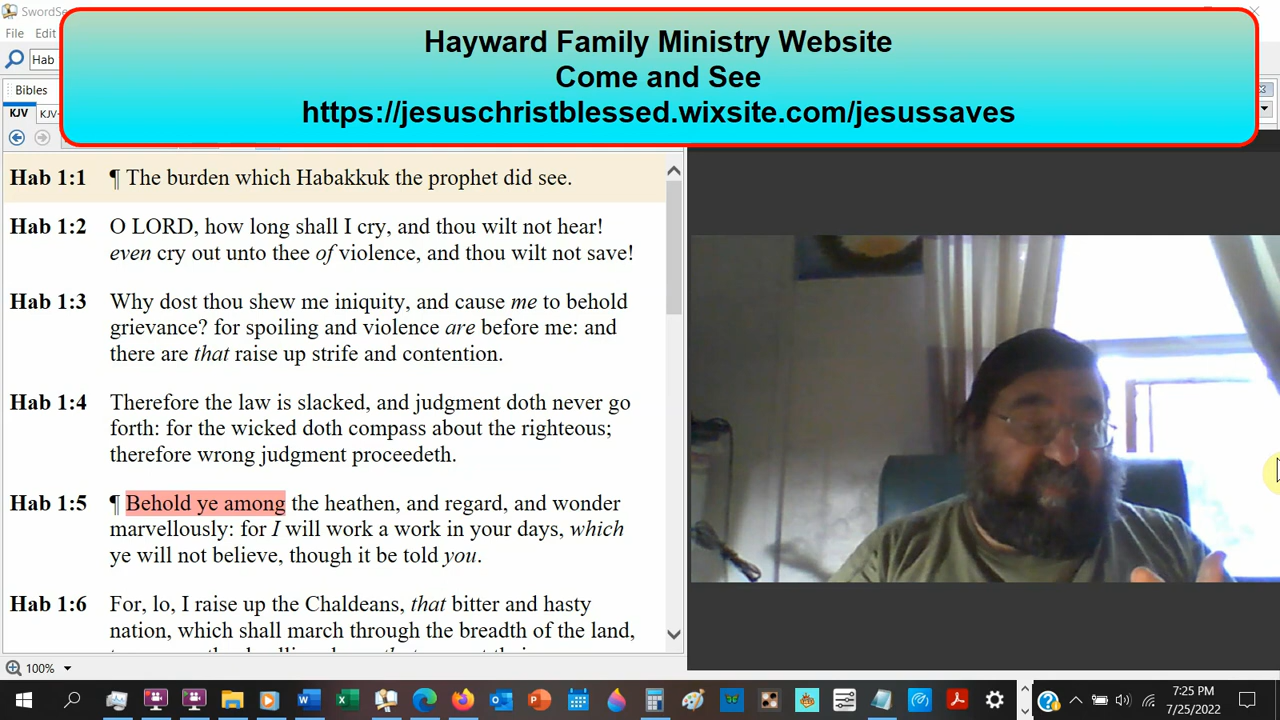 SwordSe
File Edit
Hayward Family Ministry Website
Come and See
https://jesuschristblessed.wixsite.com/jesussaves
Hab
Bibles
KJV KJV
Hab 1:1 ¶ The burden which Habakkuk the prophet did see.
Hab 1:2 O LORD, how long shall I cry, and thou wilt not hear!
even cry out unto thee of violence, and thou wilt not save!
Hab 1:3 Why dost thou shew me iniquity, and cause me to behold
grievance? for spoiling and violence are before me: and
there are that raise up strife and contention.
Hab 1:4 Therefore the law is slacked, and judgment doth never go
forth: for the wicked doth compass about the righteous;
therefore wrong judgment proceedeth.
Hab 1:5 ¶ Behold ye among the heathen, and regard, and wonder
marvellously: for I will work a work in your days, which
ye will not believe, though it be told you.
Hab 1:6 For, lo, I raise up the Chaldeans, that bitter and hasty
nation, which shall march through the breadth of the land,
100%
7:25 PM
7/25/2022